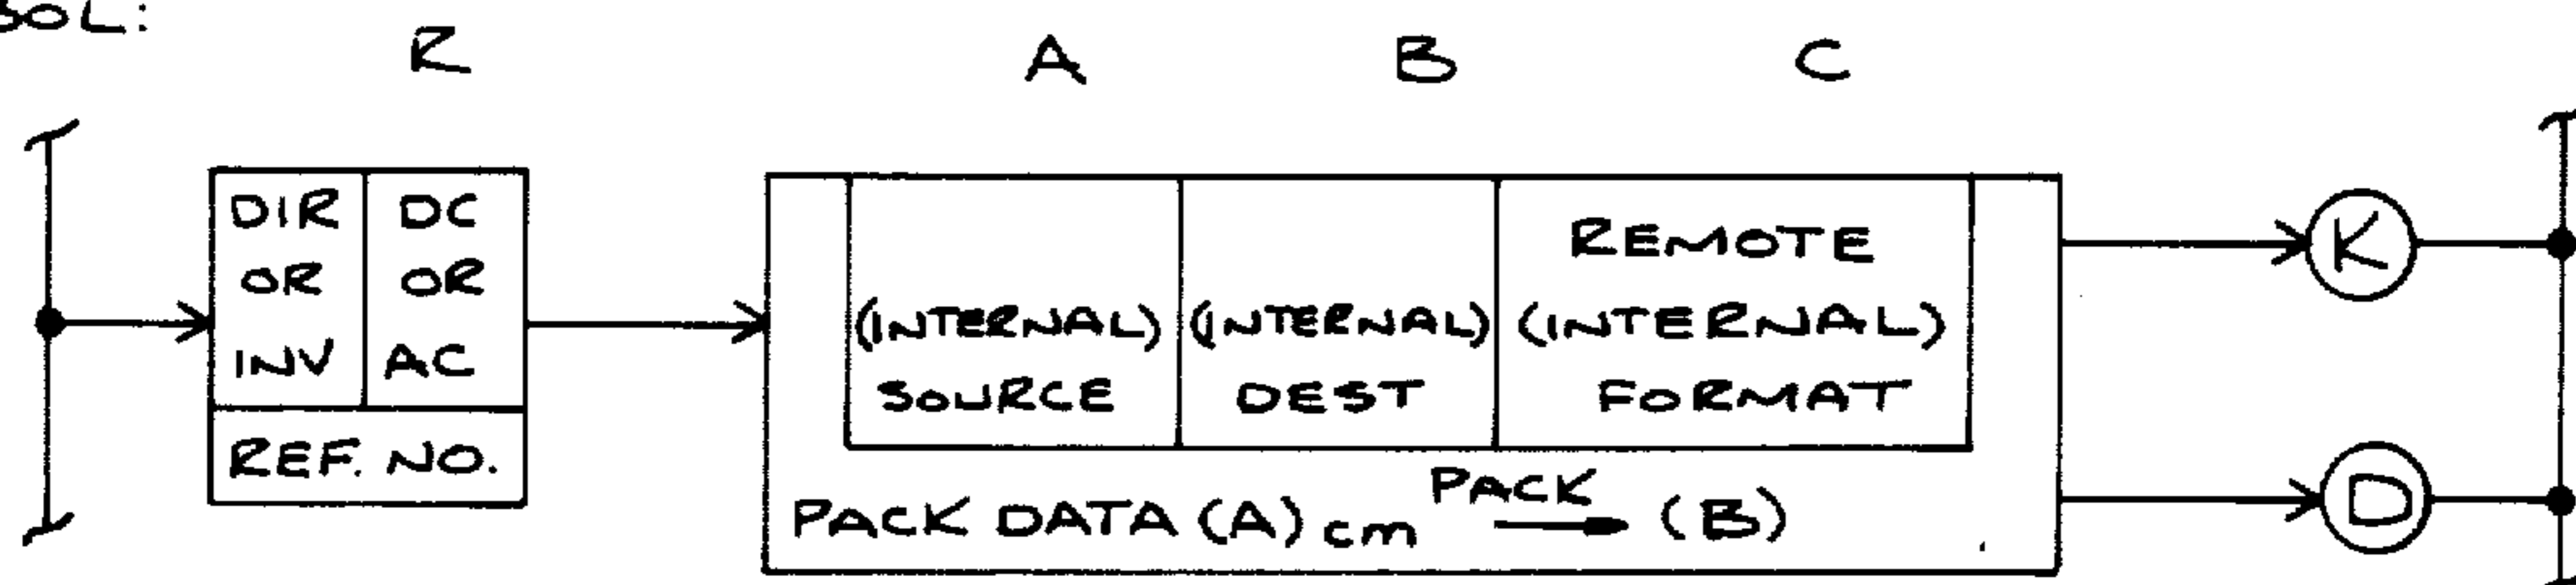 BOL:
R A B C
DIR DC
OR OR
INV AC
REF. NO.
REMOTE
(INTERNAL) (INTERNAL) (INTERNAL)
SOURCE DEST FORMAT
PACK
PACK DATA (A) cm → (B)
K
D